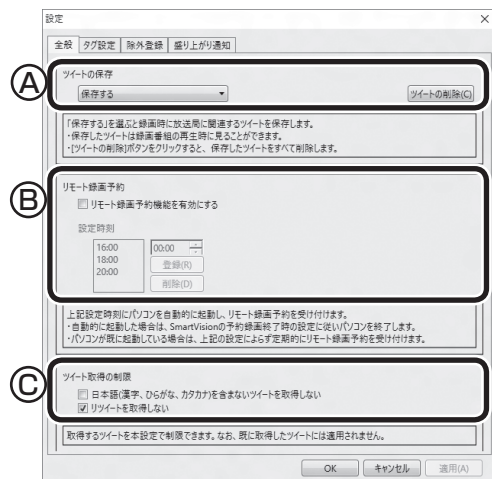 設定
全般 タグ設定 除外登録 盛り上がり通知
Ⓐ
ツイートの保存
保存する ツイートの削除(C)
「保存する」を選ぶと録画時に放送局に関連するツイートを保存します。
・保存したツイートは録画番組の再生時に見ることができます。
・[ツイートの削除]ボタンをクリックすると、保存したツイートをすべて削除します。
Ⓑ
リモート録画予約
リモート録画予約機能を有効にする
設定時刻
16:00 00:00
18:00 登録(R)
20:00 削除(D)
上記設定時刻にパソコンを自動的に起動し、リモート録画予約を受け付けます。
・自動的に起動した場合は、SmartVisionの予約録画終了時の設定に従いパソコンを終了します。
・パソコンが既に起動している場合は、上記の設定によらず定期的にリモート録画予約を受け付けます。
Ⓒ
ツイート取得の制限
日本語(漢字、ひらがな、カタカナ)を含まないツイートを取得しない
リツイートを取得しない
取得するツイートを本設定で制限できます。なお、既に取得したツイートには適用されません。
OK キャンセル 適用(A)